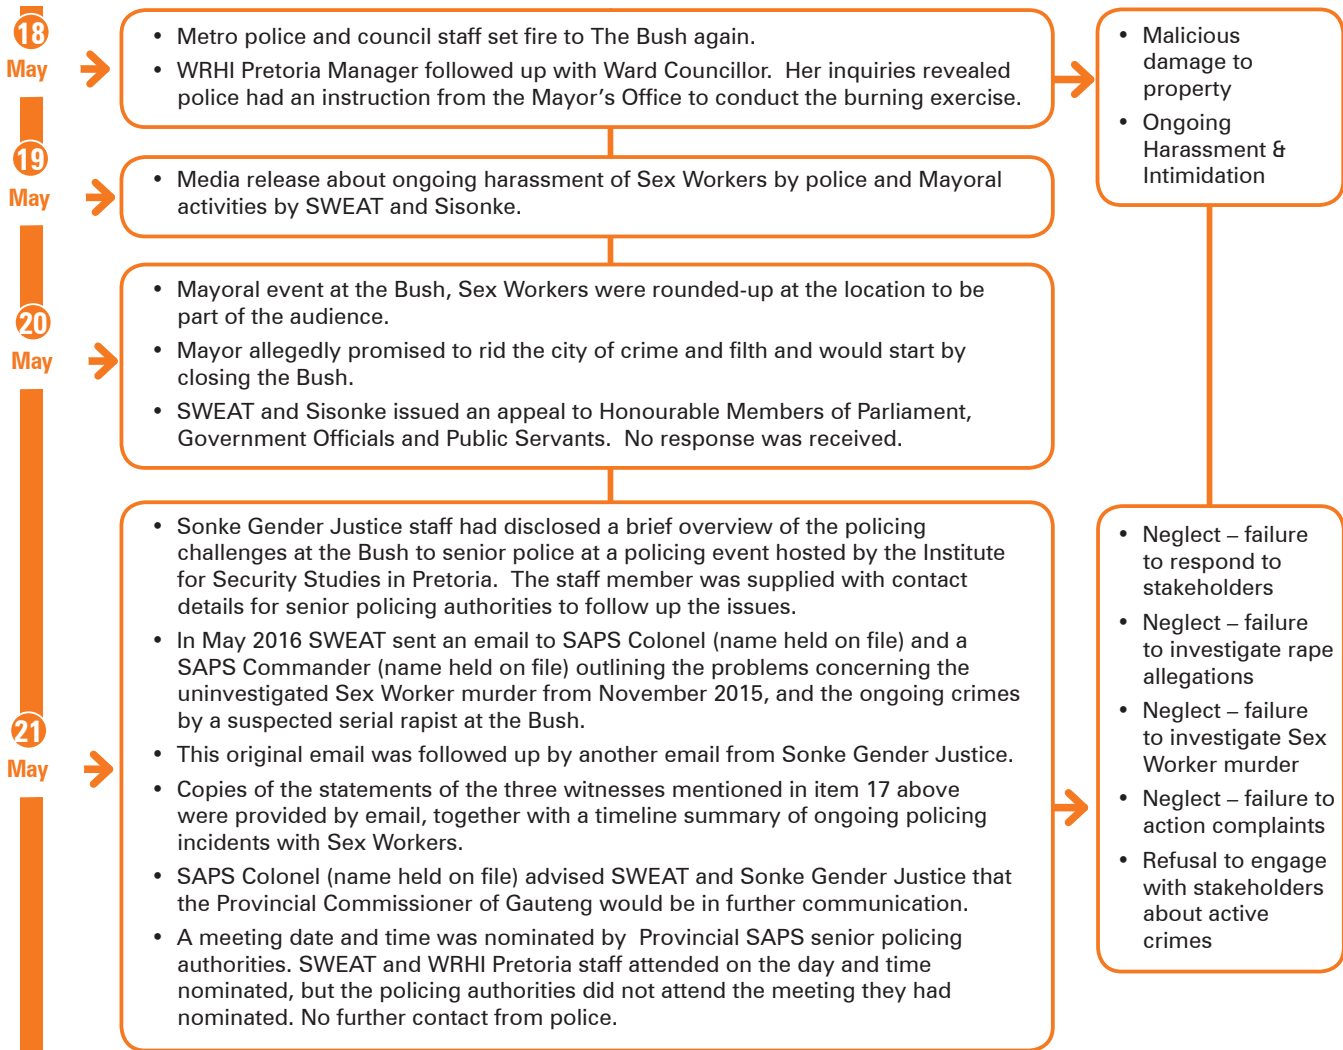 18
May
• Metro police and council staff set fire to The Bush again.
• WRHI Pretoria Manager followed up with Ward Councillor. Her inquiries revealed
police had an instruction from the Mayor’s Office to conduct the burning exercise.
• Malicious
damage to
property
• Ongoing
Harassment &
Intimidation
19
May
• Media release about ongoing harassment of Sex Workers by police and Mayoral
activities by SWEAT and Sisonke.
20
May
• Mayoral event at the Bush, Sex Workers were rounded-up at the location to be
part of the audience.
• Mayor allegedly promised to rid the city of crime and filth and would start by
closing the Bush.
• SWEAT and Sisonke issued an appeal to Honourable Members of Parliament,
Government Officials and Public Servants. No response was received.
21
May
• Sonke Gender Justice staff had disclosed a brief overview of the policing
challenges at the Bush to senior police at a policing event hosted by the Institute
for Security Studies in Pretoria. The staff member was supplied with contact
details for senior policing authorities to follow up the issues.
• In May 2016 SWEAT sent an email to SAPS Colonel (name held on file) and a
SAPS Commander (name held on file) outlining the problems concerning the
uninvestigated Sex Worker murder from November 2015, and the ongoing crimes
by a suspected serial rapist at the Bush.
• This original email was followed up by another email from Sonke Gender Justice.
• Copies of the statements of the three witnesses mentioned in item 17 above
were provided by email, together with a timeline summary of ongoing policing
incidents with Sex Workers.
• SAPS Colonel (name held on file) advised SWEAT and Sonke Gender Justice that
the Provincial Commissioner of Gauteng would be in further communication.
• A meeting date and time was nominated by Provincial SAPS senior policing
authorities. SWEAT and WRHI Pretoria staff attended on the day and time
nominated, but the policing authorities did not attend the meeting they had
nominated. No further contact from police.
• Neglect – failure
to respond to
stakeholders
• Neglect – failure
to investigate rape
allegations
• Neglect – failure
to investigate Sex
Worker murder
• Neglect – failure to
action complaints
• Refusal to engage
with stakeholders
about active
crimes